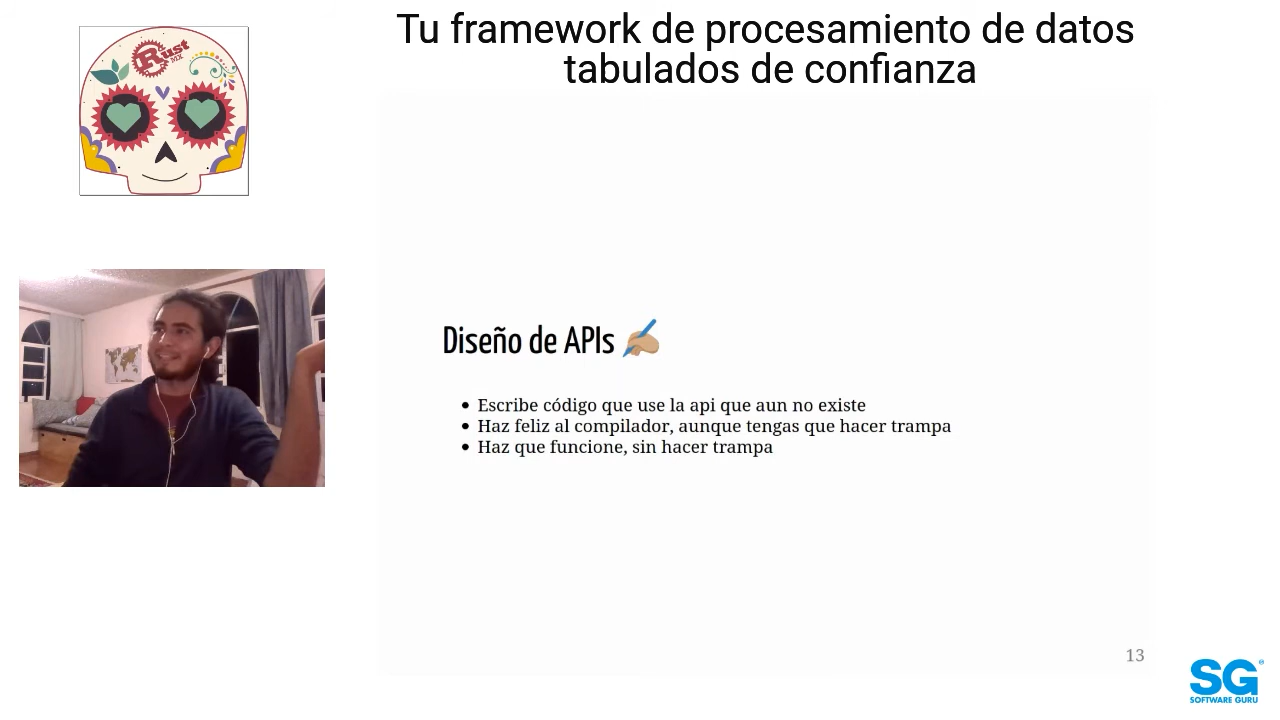 Tu framework de procesamiento de datos
tabulados de confianza
Rust
MX
Diseño de APIs
Escribe código que use la api que aun no existe
Haz feliz al compilador, aunque tengas que hacer trampa
Haz que funcione, sin hacer trampa
13
SG
SOFTWARE GURU